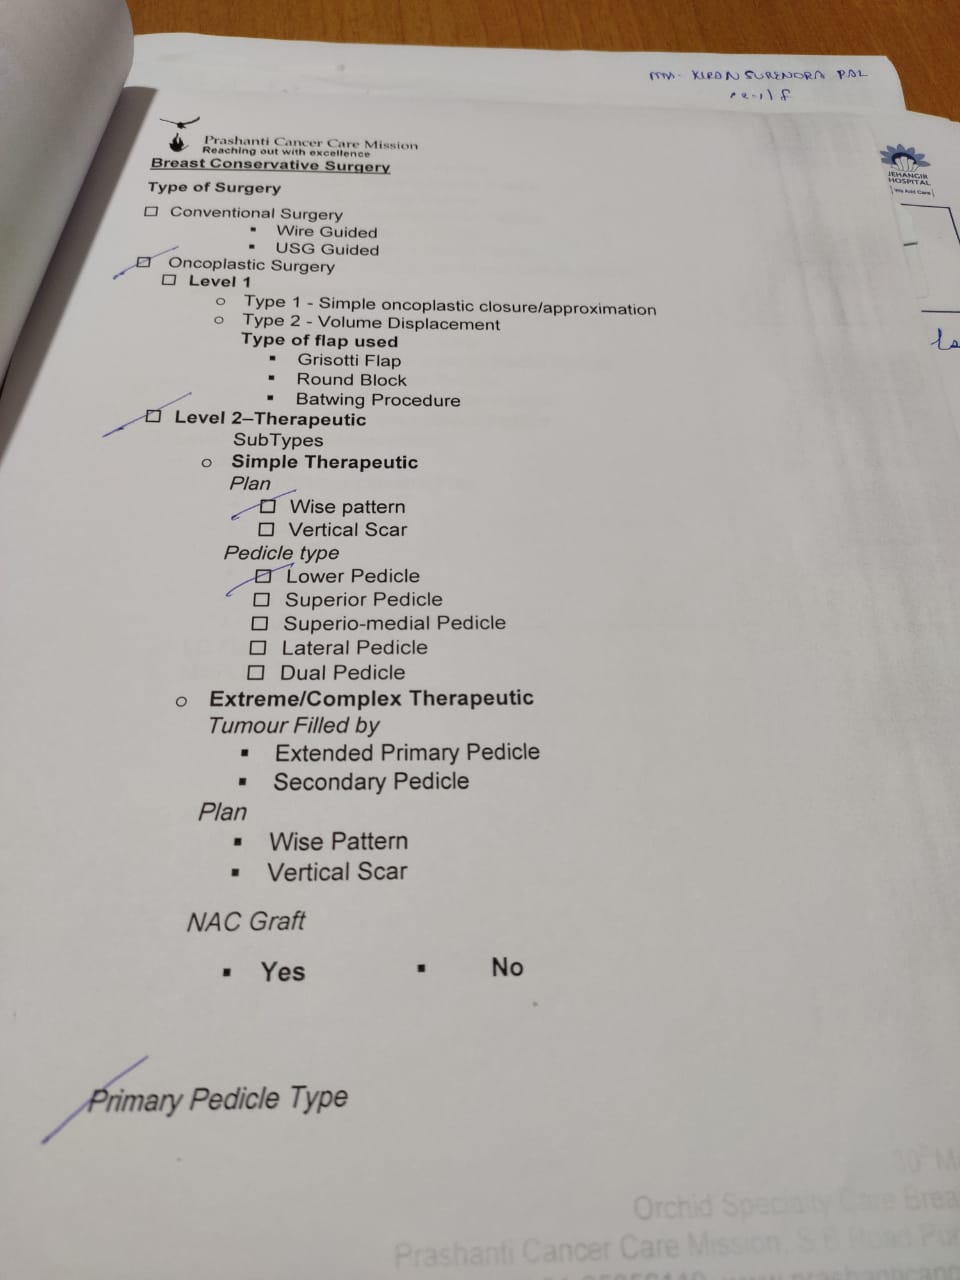 MM. KIRAN SURENDRA PAL
Prashanti Cancer Care Mission
Reaching out with excellence
JEHANGIR
HOSPITAL
We Add Care
Breast Conservative Surgery
Type of Surgery
Conventional Surgery
Wire Guided
USG Guided
Oncoplastic Surgery
Level 1
Type 1 - Simple oncoplastic closure/approximation
Type 2 - Volume Displacement
Type of flap used
Grisotti Flap
Round Block
Batwing Procedure
Level 2–Therapeutic
SubTypes
Simple Therapeutic
Plan
Wise pattern
Vertical Scar
Pedicle type
Lower Pedicle
Superior Pedicle
Superio-medial Pedicle
Lateral Pedicle
Dual Pedicle
Extreme/Complex Therapeutic
Tumour Filled by
Extended Primary Pedicle
Secondary Pedicle
Plan
Wise Pattern
Vertical Scar
NAC Graft
Yes No
Primary Pedicle Type
Orchid Specialty Care Brea
Prashanti Cancer Care Mission,